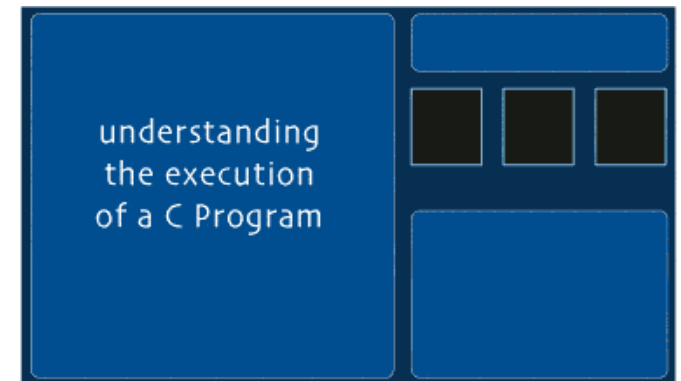 understanding
the execution
of a C Program